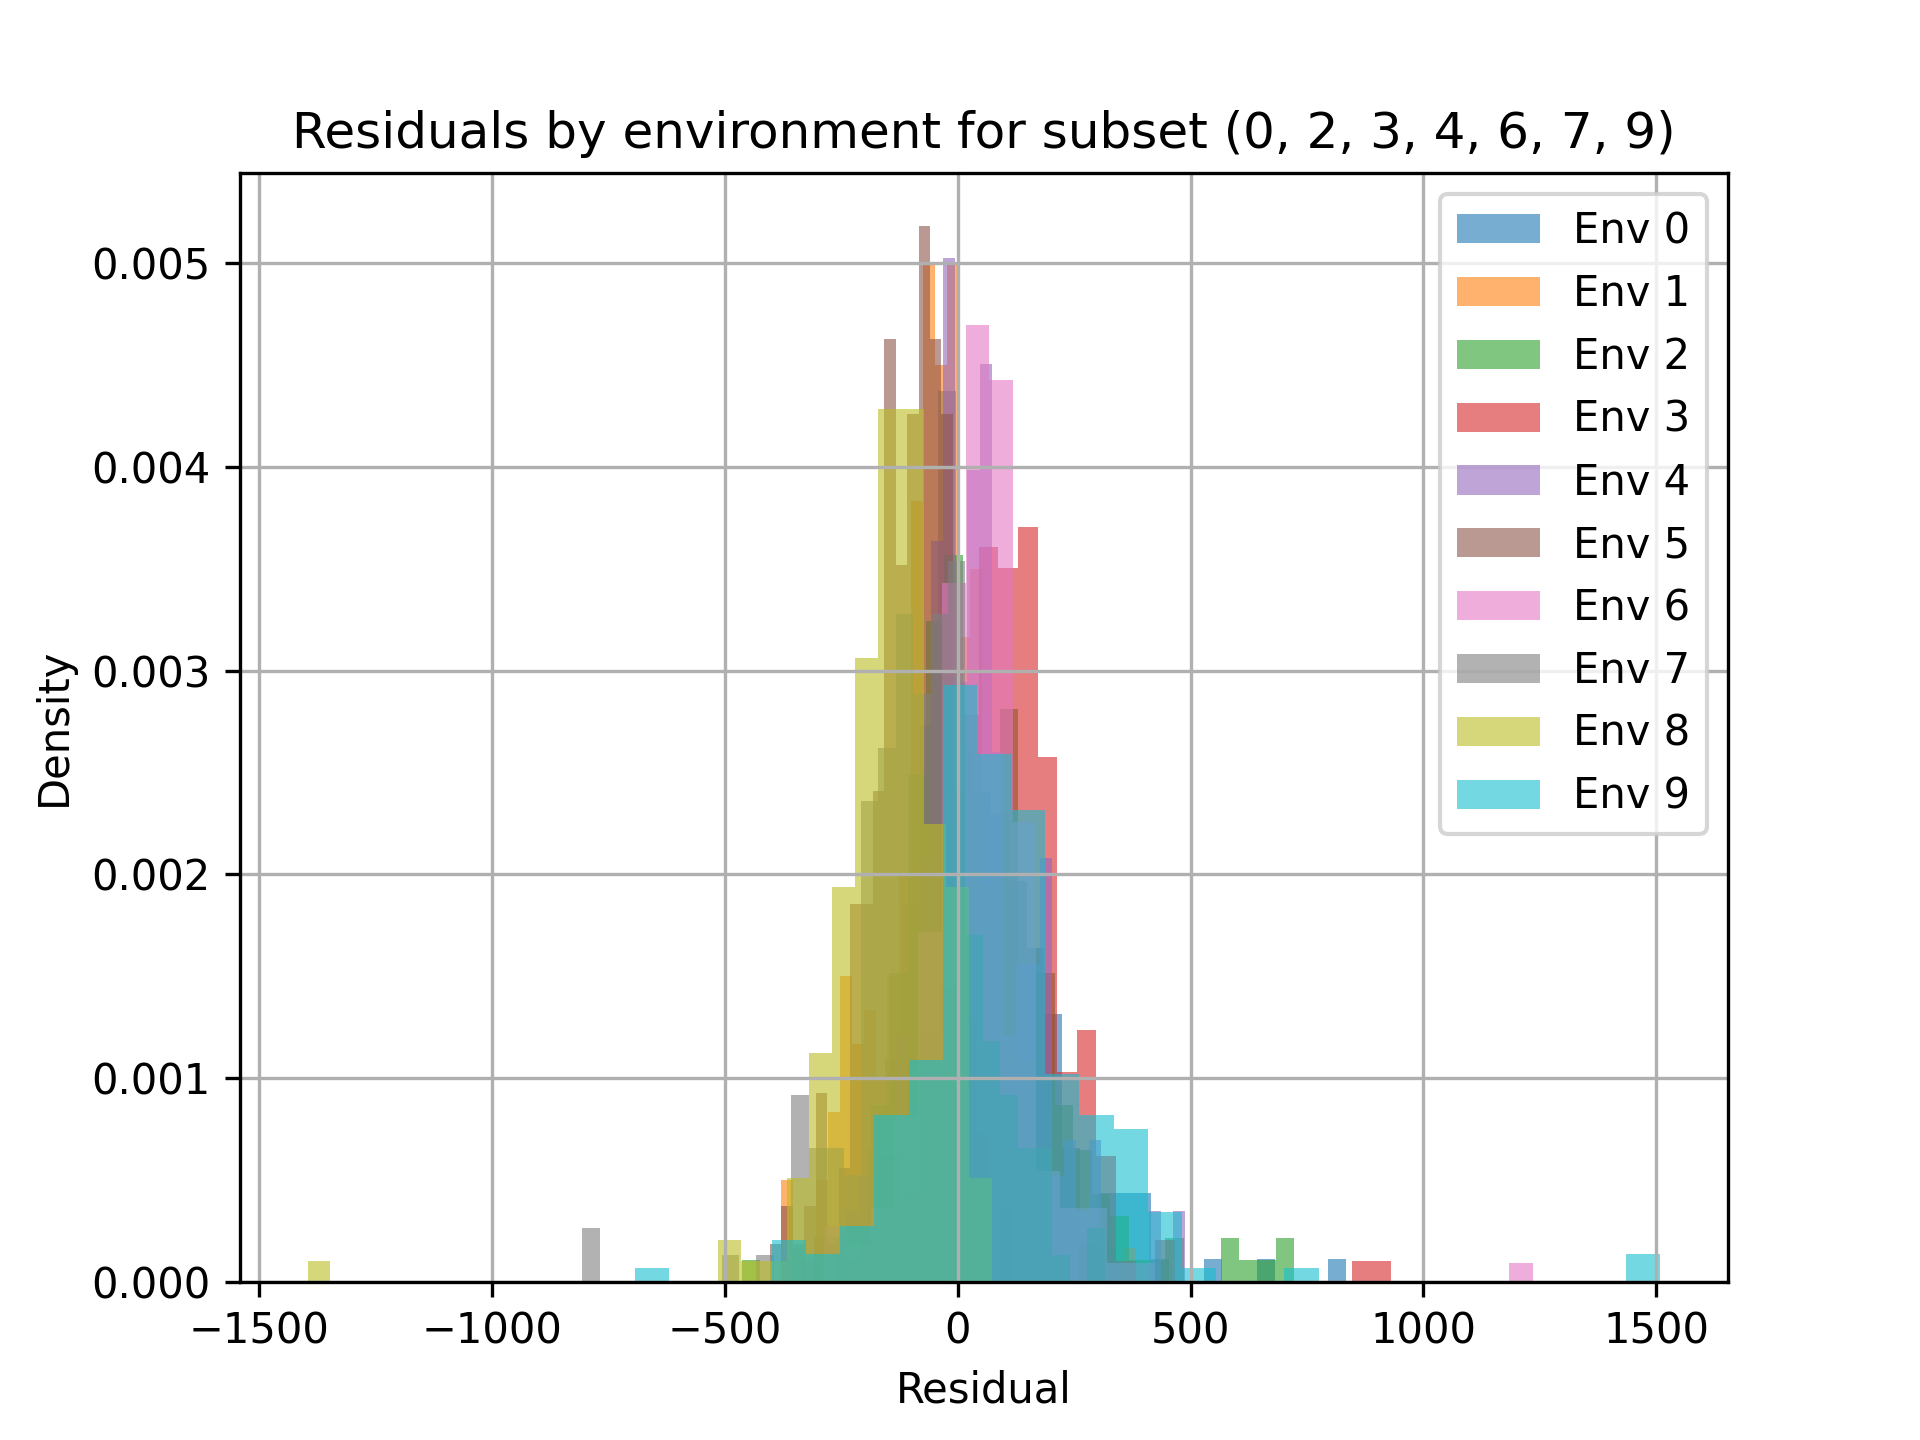 Residuals by environment for subset (0, 2, 3, 4, 6, 7, 9)
Density
0.005
0.004
0.003
0.002
0.001
0.000
Env 0
Env 1
Env 2
Env 3
Env 4
Env 5
Env 6
Env 7
Env 8
Env 9
−1500 −1000 −500 0 500 1000 1500
Residual